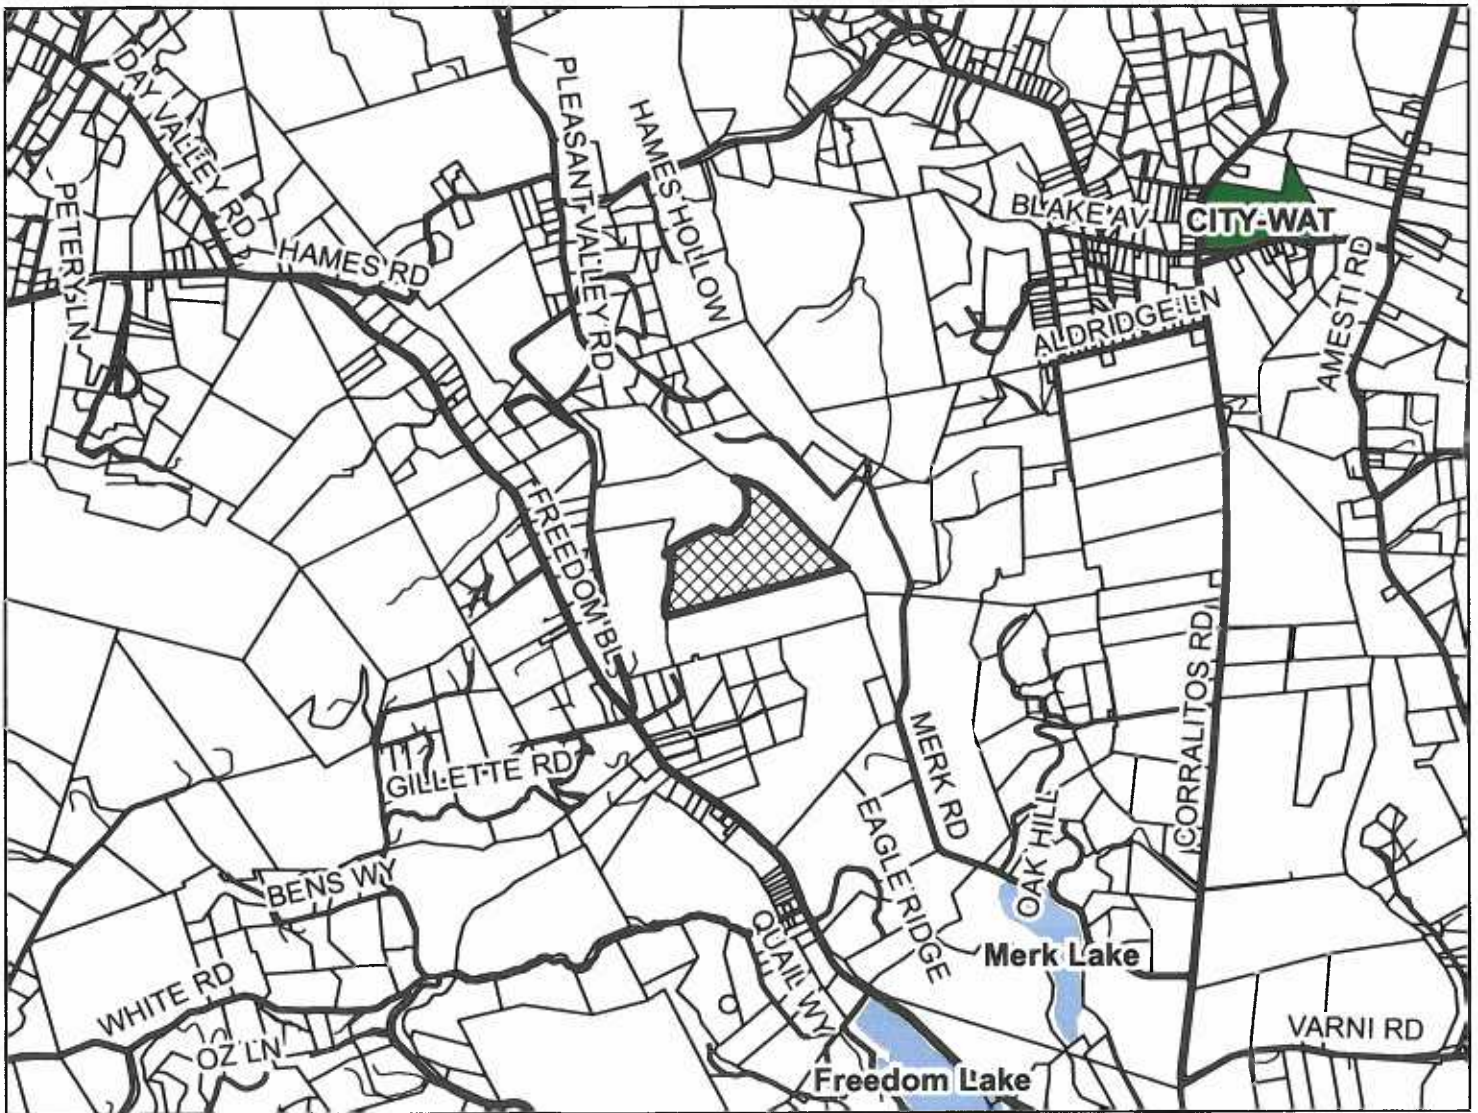 DAY VALLEY RD
PLEASANT VALLEY RD
HAMES HOLLOW
PETERY LN
HAMES RD
BLAKE AV
CITY-WAT
ALDRIDGE LN
AMESTI RD
FREEDOM BL
CORRALITOS RD
MERK RD
GILLETTE RD
OAK HILL
EAGLE RIDGE
BENS WY
QUAIL WY
Merk Lake
WHITE RD
OZ LN
VARNI RD
Freedom Lake